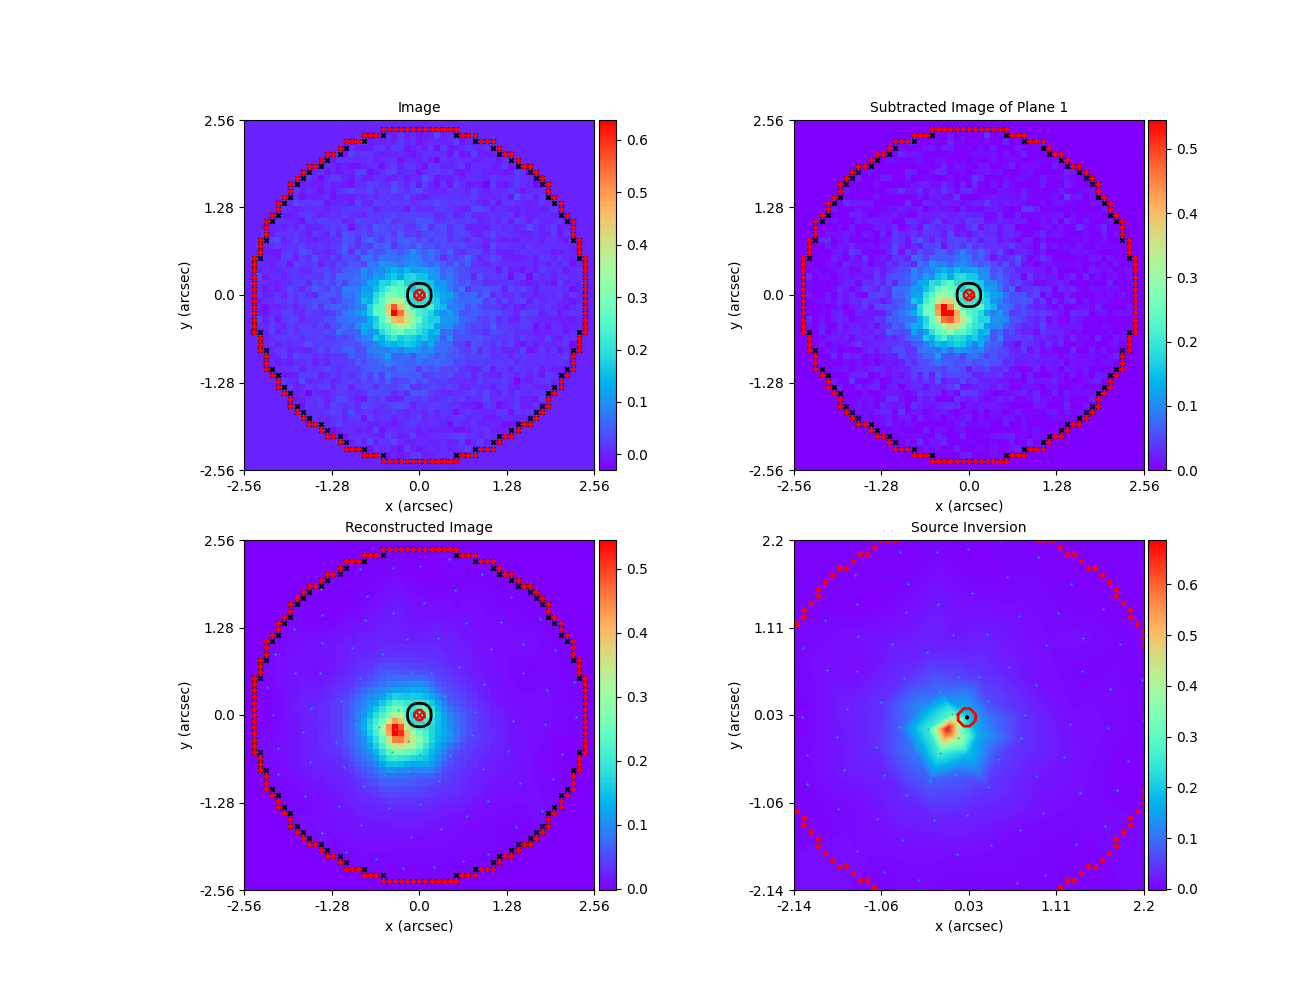 Image
2.56
1.28
0.0
-1.28
-2.56
y (arcsec)
-2.56 -1.28 0.0 1.28 2.56
x (arcsec)
0.6
0.5
0.4
0.3
0.2
0.1
0.0
Subtracted Image of Plane 1
2.56
1.28
0.0
-1.28
-2.56
y (arcsec)
-2.56 -1.28 0.0 1.28 2.56
x (arcsec)
0.5
0.4
0.3
0.2
0.1
0.0
Reconstructed Image
2.56
1.28
0.0
-1.28
-2.56
y (arcsec)
-2.56 -1.28 0.0 1.28 2.56
x (arcsec)
0.5
0.4
0.3
0.2
0.1
0.0
Source Inversion
2.2
1.11
0.03
-1.06
-2.14
y (arcsec)
-2.14 -1.06 0.03 1.11 2.2
x (arcsec)
0.6
0.5
0.4
0.3
0.2
0.1
0.0